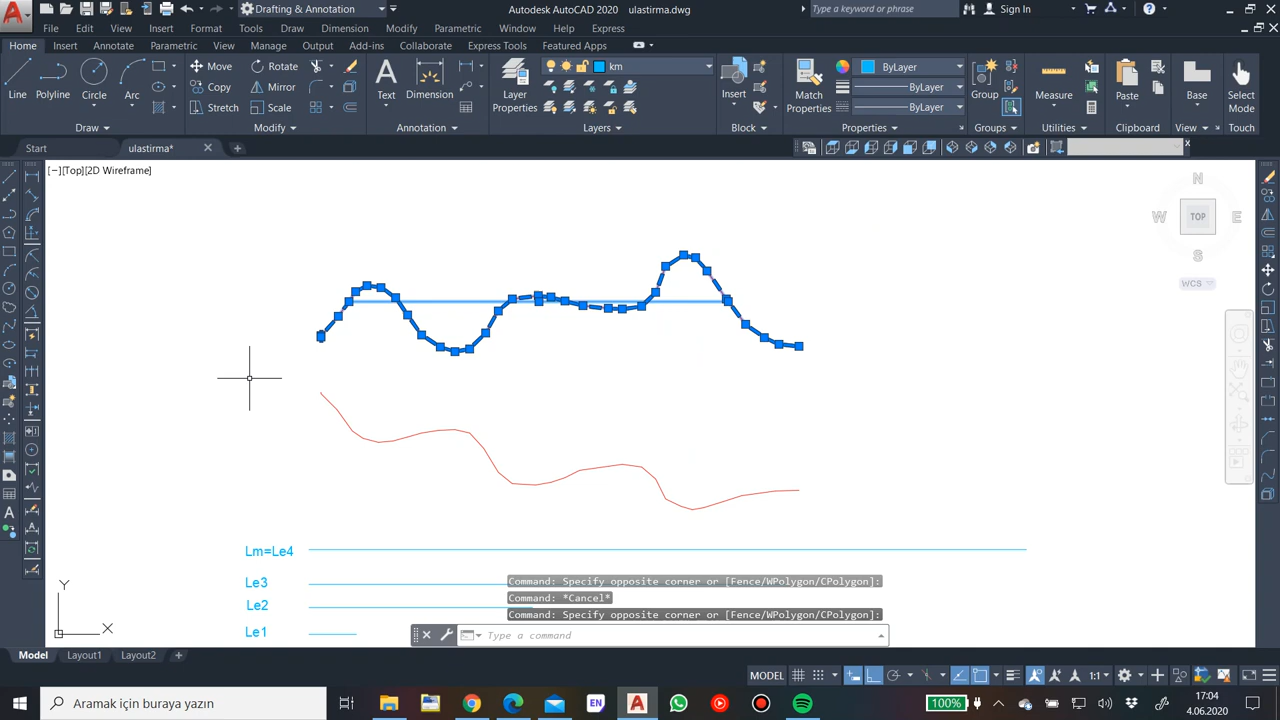 Drafting & Annotation
Autodesk AutoCAD 2020 ulastirma.dwg
Type a keyword or phrase
Sign In
File Edit View Insert Format Tools Draw Dimension Modify Parametric Window Help Express
Home Insert Annotate Parametric View Manage Output Add-ins Collaborate Express Tools Featured Apps
Line Polyline Circle Arc
Move Rotate
Copy Mirror
Stretch Scale
Text Dimension
Layer Properties
km
Insert
Match Properties
ByLayer
ByLayer
ByLayer
Group
Measure
Paste
Base
Select Mode
Draw Modify Annotation Layers Block Properties Groups Utilities Clipboard View Touch
Start ulastirma*
[−][Top][2D Wireframe]
N
W TOP E
S
WCS
Lm=Le4
Le3
Le2
Le1
Command: Specify opposite corner or [Fence/WPolygon/CPolygon]:
Command: *Cancel*
Command: Specify opposite corner or [Fence/WPolygon/CPolygon]:
Type a command
Y
X
Model Layout1 Layout2
MODEL
1:1
Aramak için buraya yazın
EN
100%
17:04
4.06.2020